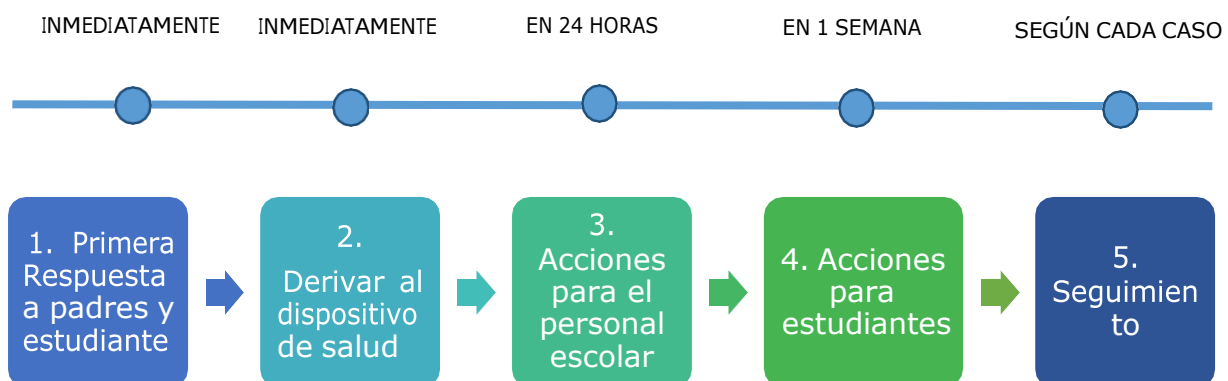 INMEDIATAMENTE
INMEDIATAMENTE
EN 24 HORAS
EN 1 SEMANA
SEGÚN CADA CASO
1. Primera
Respuesta
a padres y
estudiante
2.
Derivar al
dispositivo
de salud
3.
Acciones
para el
personal
escolar
4. Acciones
para
estudiantes
5.
Seguimien
to